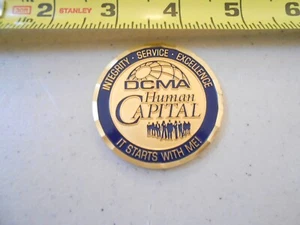 2 STANLEY 3 4 5 6
INTEGRITY · SERVICE · EXCELLENCE
DCMA
Human
CAPITAL
IT STARTS WITH ME!